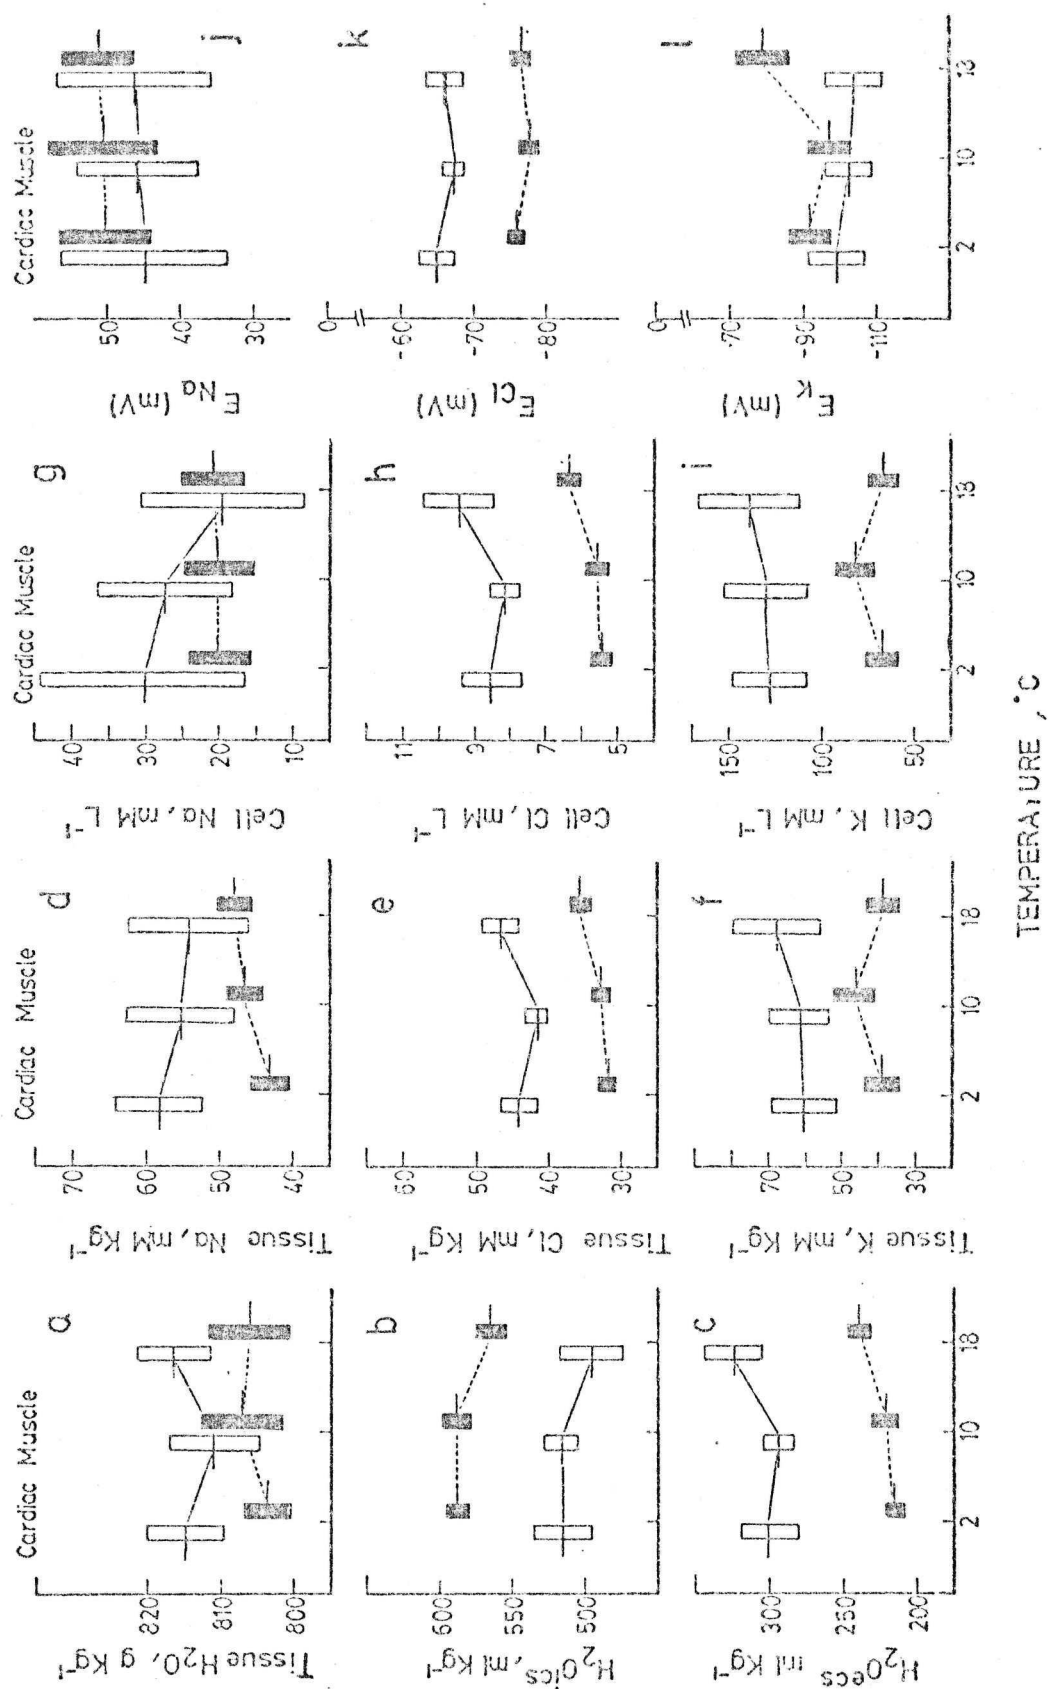 Cardiac Muscle
a
Tissue H₂O, g Kg⁻¹
820
810
800
b
H₂Oics, ml Kg⁻¹
600
550
500
c
H₂Oecs ml Kg⁻¹
300
250
200
2
10
18
Cardiac Muscle
d
Tissue Na, mM Kg⁻¹
70
60
50
40
e
Tissue Cl, mM Kg⁻¹
60
50
40
30
f
Tissue K, mM Kg⁻¹
70
50
30
2
10
18
Cardiac Muscle
g
Cell Na, mM L⁻¹
40
30
20
10
h
Cell Cl, mM L⁻¹
11
9
7
5
i
Cell K, mM L⁻¹
150
100
50
2
10
18
Cardiac Muscle
j
E Na (mV)
50
40
30
k
E Cl (mV)
0
-60
-70
-80
l
E K (mV)
0
-70
-90
-110
2
10
18
TEMPERATURE, °C